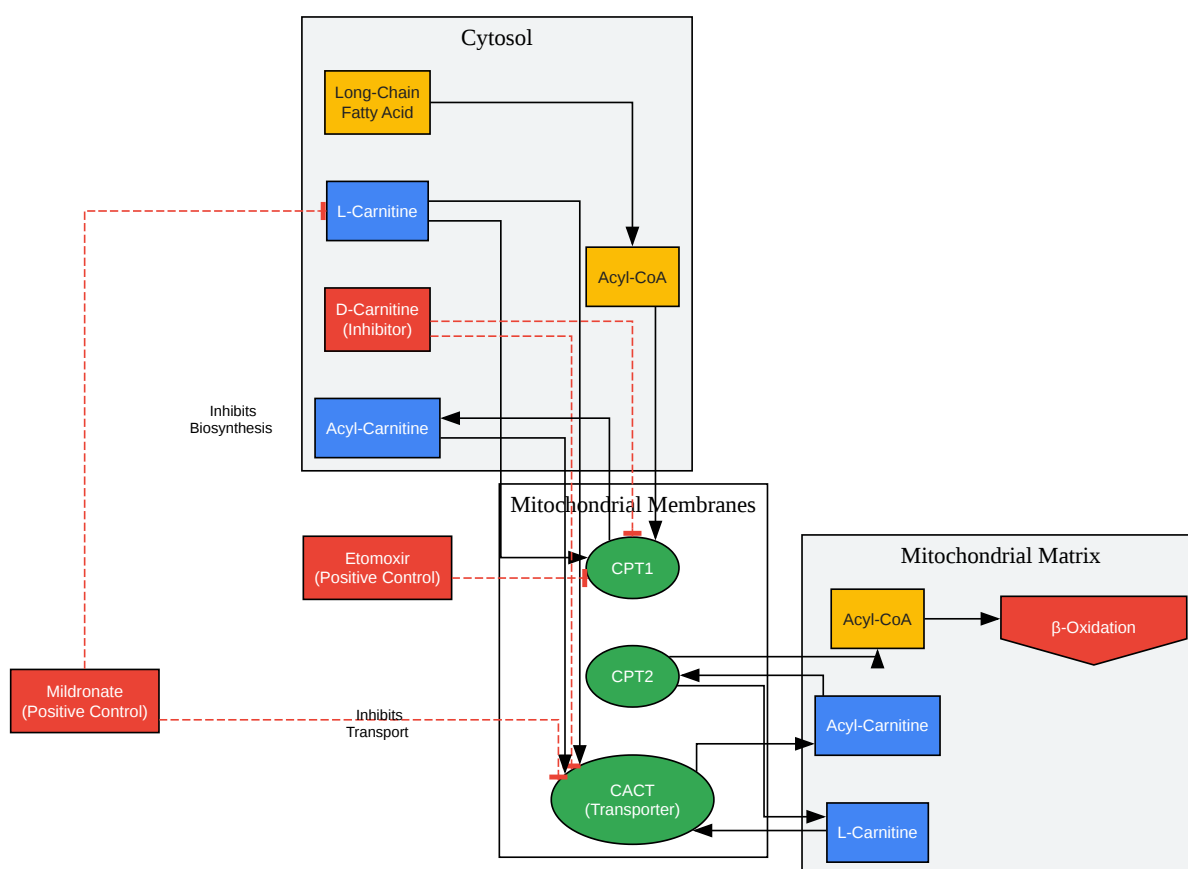 Cytosol
Long-Chain
Fatty Acid
L-Carnitine
Acyl-CoA
D-Carnitine
(Inhibitor)
Inhibits
Biosynthesis
Acyl-Carnitine
Mitochondrial Membranes
Etomoxir
(Positive Control)
CPT1
Mitochondrial Matrix
Acyl-CoA
β-Oxidation
CPT2
Mildronate
(Positive Control)
Inhibits
Transport
Acyl-Carnitine
CACT
(Transporter)
L-Carnitine